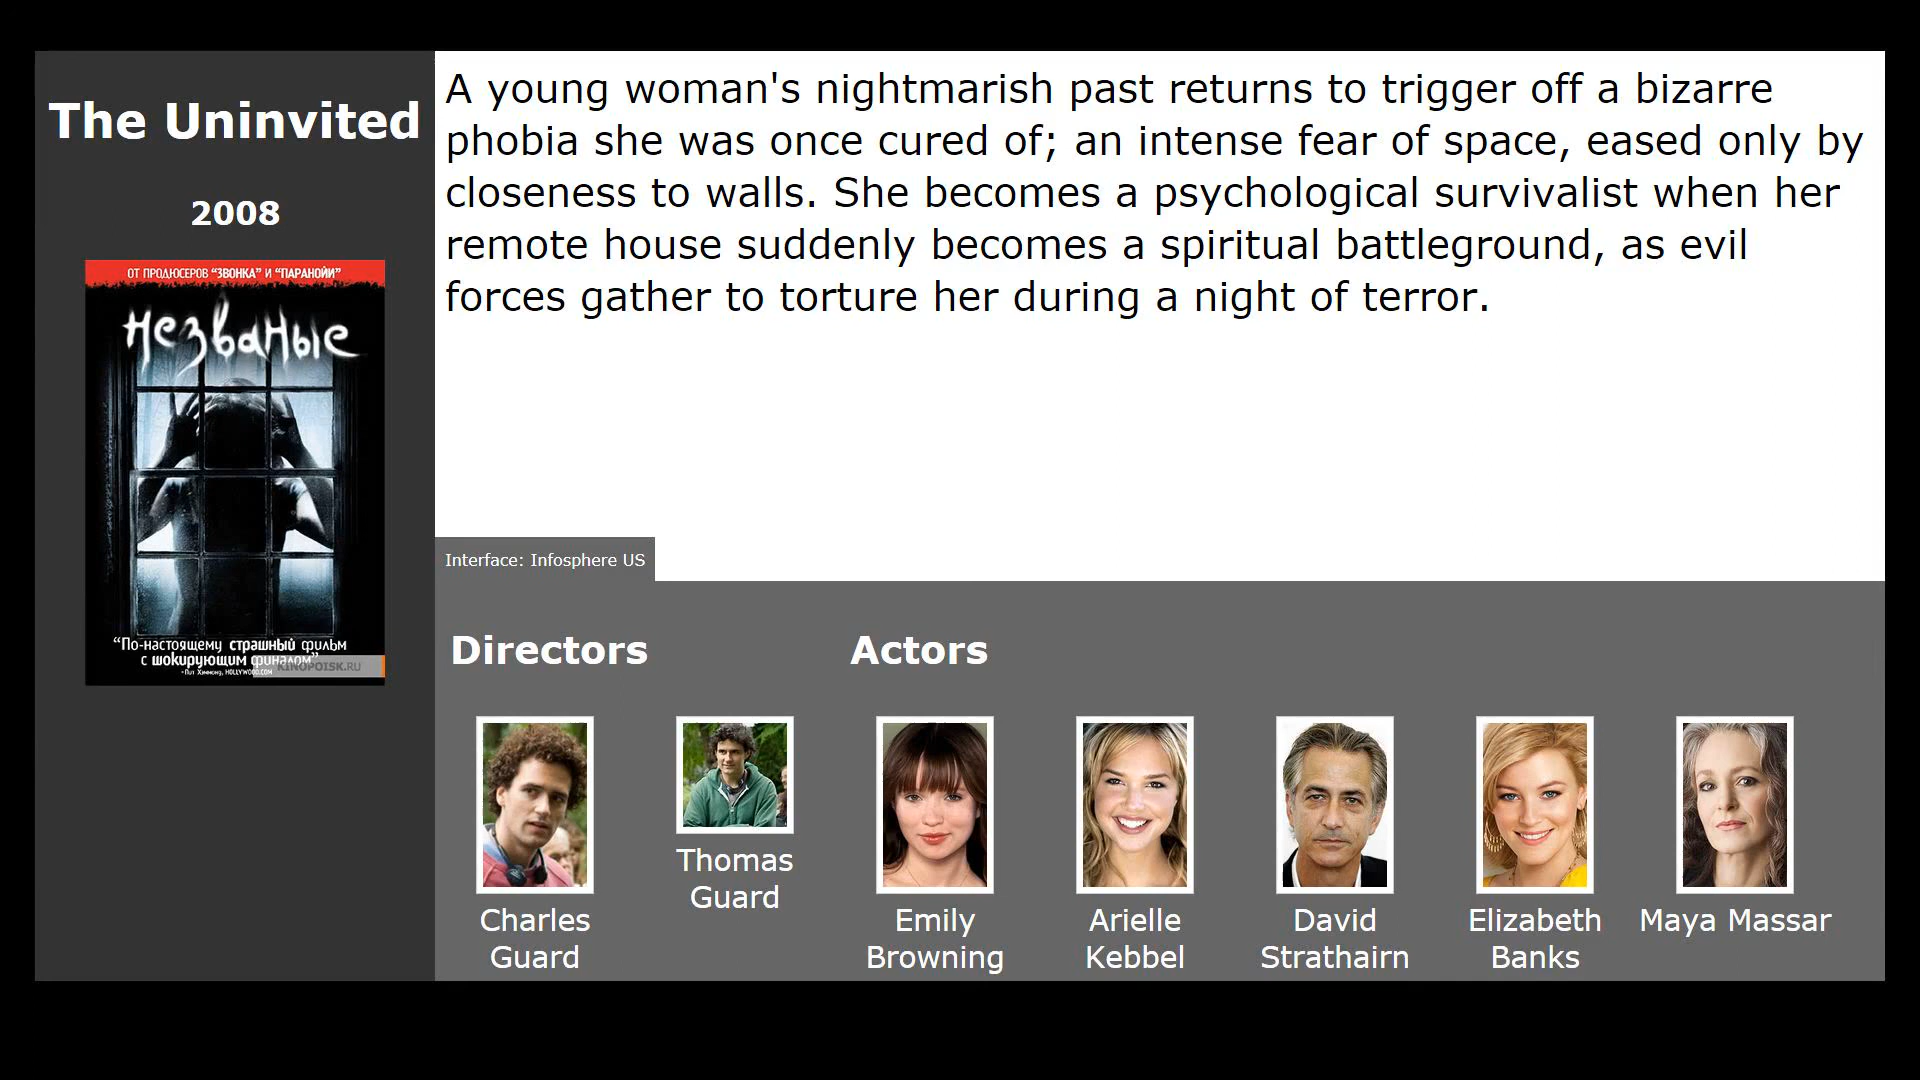 The Uninvited
2008
ОТ ПРОДЮСЕРОВ “ЗВОНКА” И “ПАРАНОЙИ”
незваные
“По-настоящему страшный фильм
с шокирующим финалом”
KINOPOISK.RU
A young woman's nightmarish past returns to trigger off a bizarre
phobia she was once cured of; an intense fear of space, eased only by
closeness to walls. She becomes a psychological survivalist when her
remote house suddenly becomes a spiritual battleground, as evil
forces gather to torture her during a night of terror.
Interface: Infosphere US
Directors
Actors
Charles
Guard
Thomas
Guard
Emily
Browning
Arielle
Kebbel
David
Strathairn
Elizabeth
Banks
Maya Massar